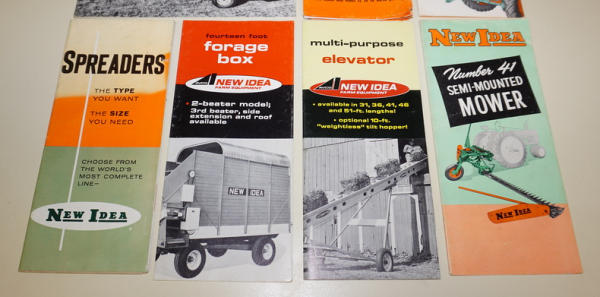 SPREADERS
THE TYPE
YOU WANT
THE SIZE
YOU NEED
CHOOSE FROM
THE WORLD'S
MOST COMPLETE
LINE—
NEW IDEA
fourteen foot
forage
box
NEW IDEA
FARM EQUIPMENT
• 2-beater model;
3rd beater, side
extension and roof
available
NEW IDEA
multi-purpose
elevator
NEW IDEA
FARM EQUIPMENT
• available in 31, 36, 41, 46
and 51-ft. lengths!
• optional 10-ft.
"weightless" tilt hopper!
NEW IDEA
Number 41
SEMI-MOUNTED
MOWER
NEW IDEA